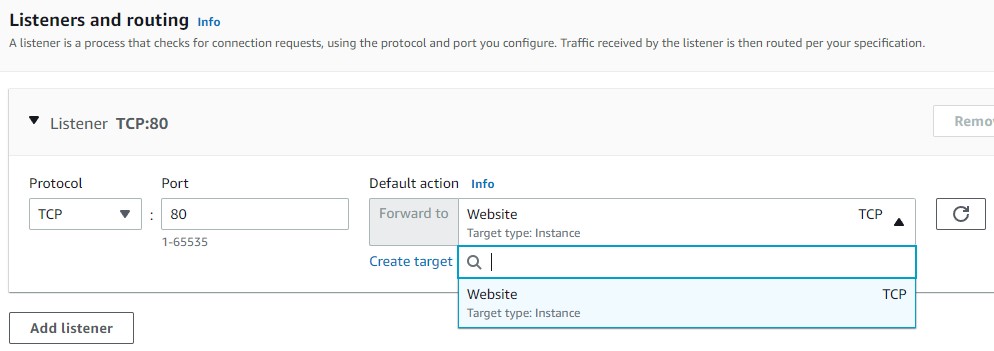 Listeners and routing Info
A listener is a process that checks for connection requests, using the protocol and port you configure. Traffic received by the listener is then routed per your specification.
Listener TCP:80
Remov
Protocol Port Default action Info
TCP : 80 Forward to Website TCP
Target type: Instance
1-65535
Create target
Website TCP
Target type: Instance
Add listener